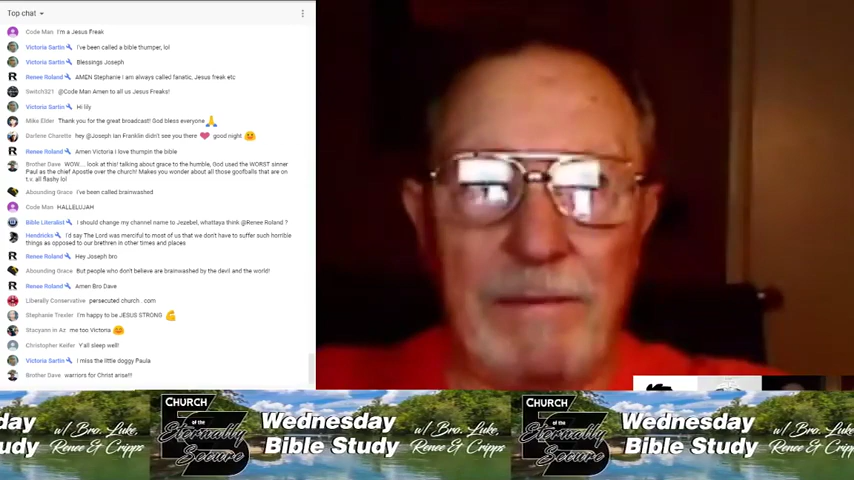 Top chat
Code Man I'm a Jesus Freak
Victoria Sartin I've been called a bible thumper, lol
Victoria Sartin Blessings Joseph
Renee Roland AMEN Stephanie I am always called fanatic, Jesus freak etc
Switch321 @Code Man Amen to all us Jesus Freaks!
Victoria Sartin Hi lily
Mike Elder Thank you for the great broadcast! God bless everyone 🙏
Darlene Charette hey @Joseph Ian Franklin didn't see you there ❤ good night 🤗
Renee Roland Amen Victoria I love thumpin the bible
Brother Dave WOW.... look at this! talking about grace to the humble, God used the WORST sinner
Paul as the chief Apostle over the church! Makes you wonder about all those goofballs that are on
t.v. all flashy lol
Abounding Grace I've been called brainwashed
Code Man HALLELUJAH
Bible Literalist I should change my channel name to Jezebel, whattaya think @Renee Roland ?
Hendricks I'd say The Lord was merciful to most of us that we don't have to suffer such horrible
things as opposed to our brethren in other times and places
Renee Roland Hey Joseph bro
Abounding Grace But people who don't believe are brainwashed by the devil and the world!
Renee Roland Amen Bro Dave
Liberally Conservative persecuted church . com
Stephanie Trexler I'm happy to be JESUS STRONG 💪
Stacyann in Az me too Victoria 🤗
Christopher Keifer Y'all sleep well!
Victoria Sartin I miss the little doggy Paula
Brother Dave warriors for Christ arise!!!
day
udy
w/ Bro. Luke,
Renee & Cripps
CHURCH
of the
Eternally
Secure
Wednesday
Bible Study
w/ Bro. Luke,
Renee & Cripps
CHURCH
of the
Eternally
Secure
Wednesday
Bible Study
w/ Bro. Luke,
Renee & Cripps